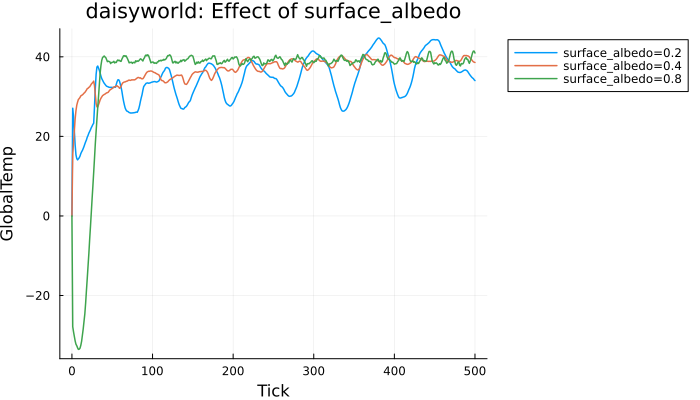 daisyworld: Effect of surface_albedo
GlobalTemp
40
20
0
−20
0 100 200 300 400 500
Tick
surface_albedo=0.2
surface_albedo=0.4
surface_albedo=0.8